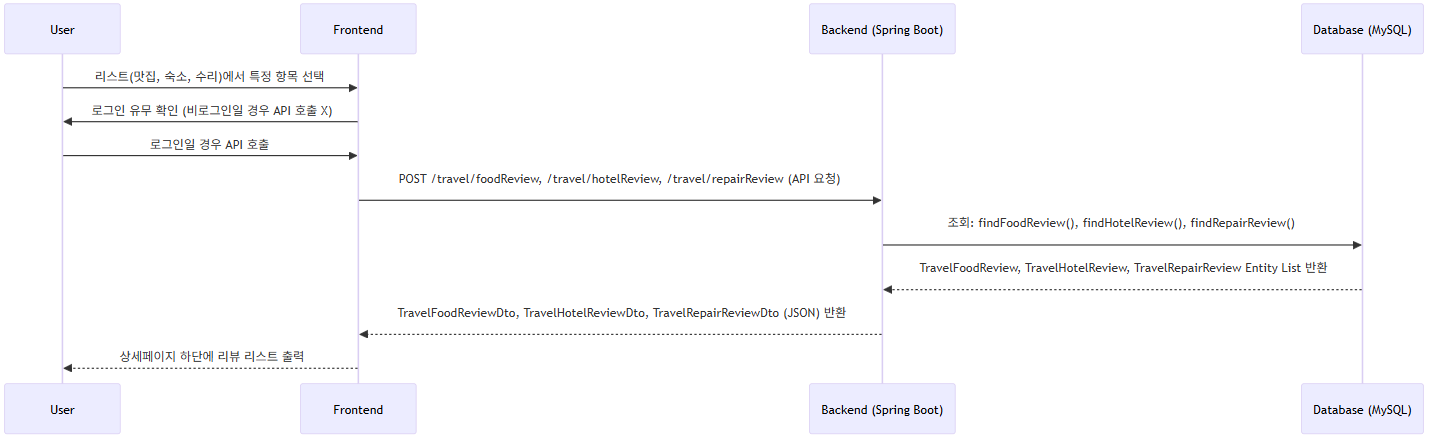 User
Frontend
Backend (Spring Boot)
Database (MySQL)
리스트(맛집, 숙소, 수리)에서 특정 항목 선택
로그인 유무 확인 (비로그인일 경우 API 호출 X)
로그인일 경우 API 호출
POST /travel/foodReview, /travel/hotelReview, /travel/repairReview (API 요청)
조회: findFoodReview(), findHotelReview(), findRepairReview()
TravelFoodReview, TravelHotelReview, TravelRepairReview Entity List 반환
TravelFoodReviewDto, TravelHotelReviewDto, TravelRepairReviewDto (JSON) 반환
상세페이지 하단에 리뷰 리스트 출력
User
Frontend
Backend (Spring Boot)
Database (MySQL)